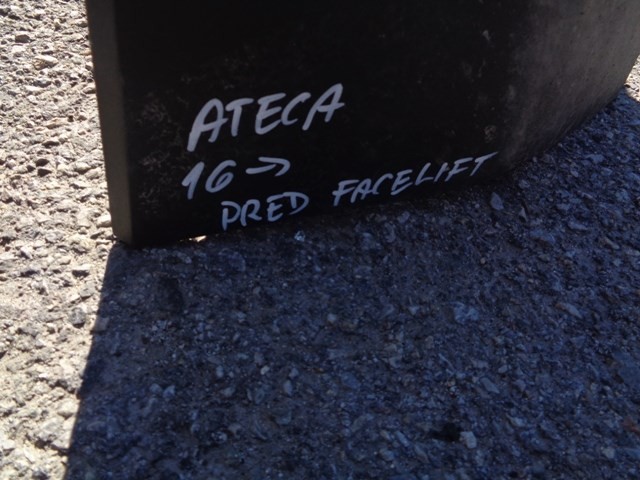 ATECA
16->
PRED FACELIFT